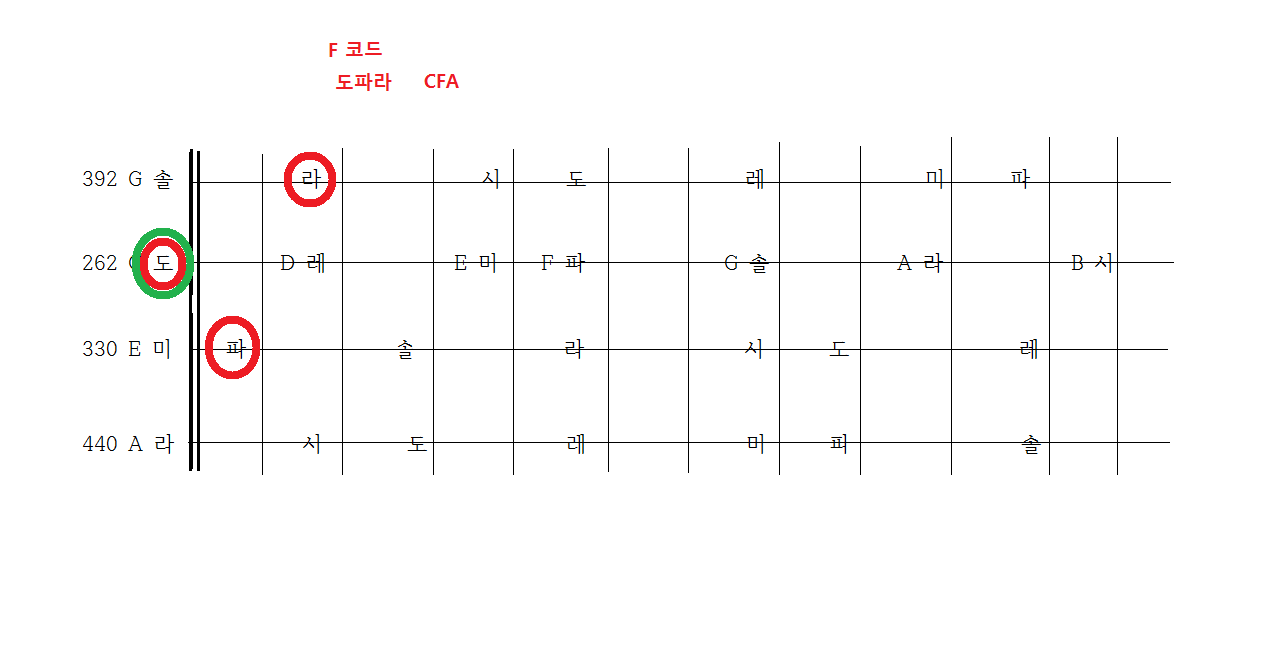 F 코드
도파라 CFA
392 G 솔 라 시 도 레 미 파
262 C 도 D 레 E 미 F 파 G 솔 A 라 B 시
330 E 미 파 솔 라 시 도 레
440 A 라 시 도 레 미 파 솔